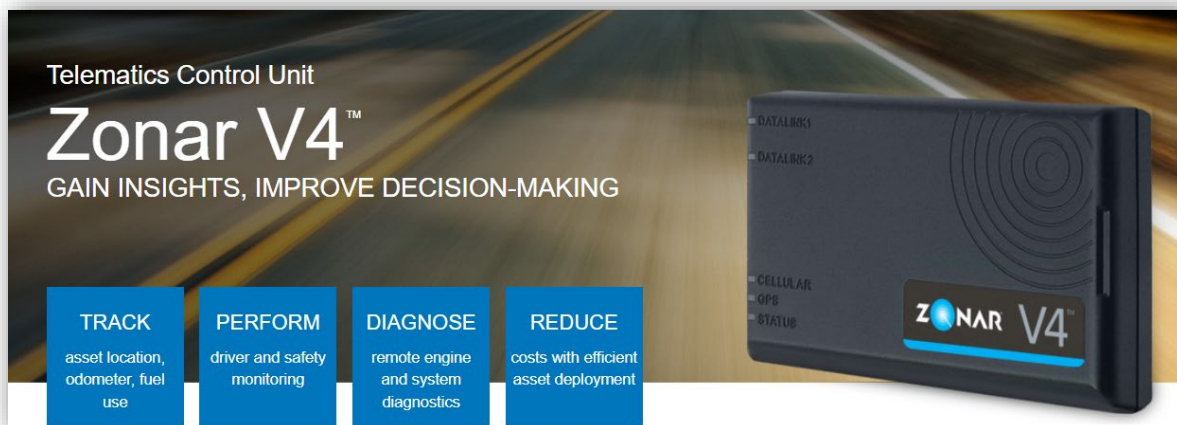 Telematics Control Unit
Zonar V4™
GAIN INSIGHTS, IMPROVE DECISION-MAKING
TRACK
asset location,
odometer, fuel
use
PERFORM
driver and safety
monitoring
DIAGNOSE
remote engine
and system
diagnostics
REDUCE
costs with efficient
asset deployment
DATALINK1
DATALINK2
CELLULAR
GPS
STATUS
ZONAR V4™